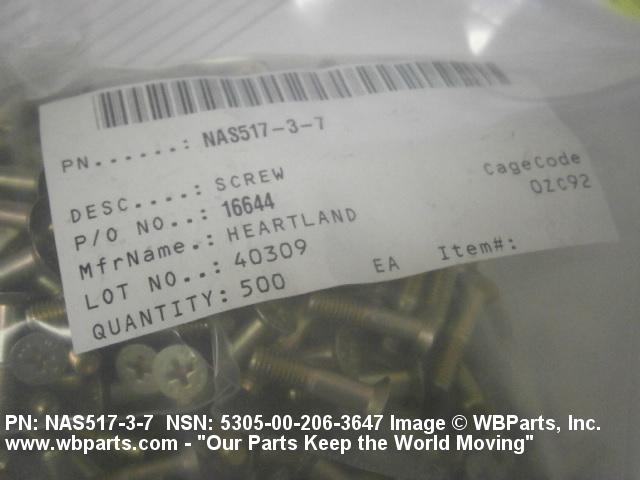 PN......: NAS517-3-7
DESC....: SCREW
CageCode
P/O NO..: 16644
OZC92
MfrName.: HEARTLAND
LOT NO..: 40309
Item#:
QUANTITY: 500 EA
PN: NAS517-3-7 NSN: 5305-00-206-3647 Image © WBParts, Inc.
www.wbparts.com - "Our Parts Keep the World Moving"